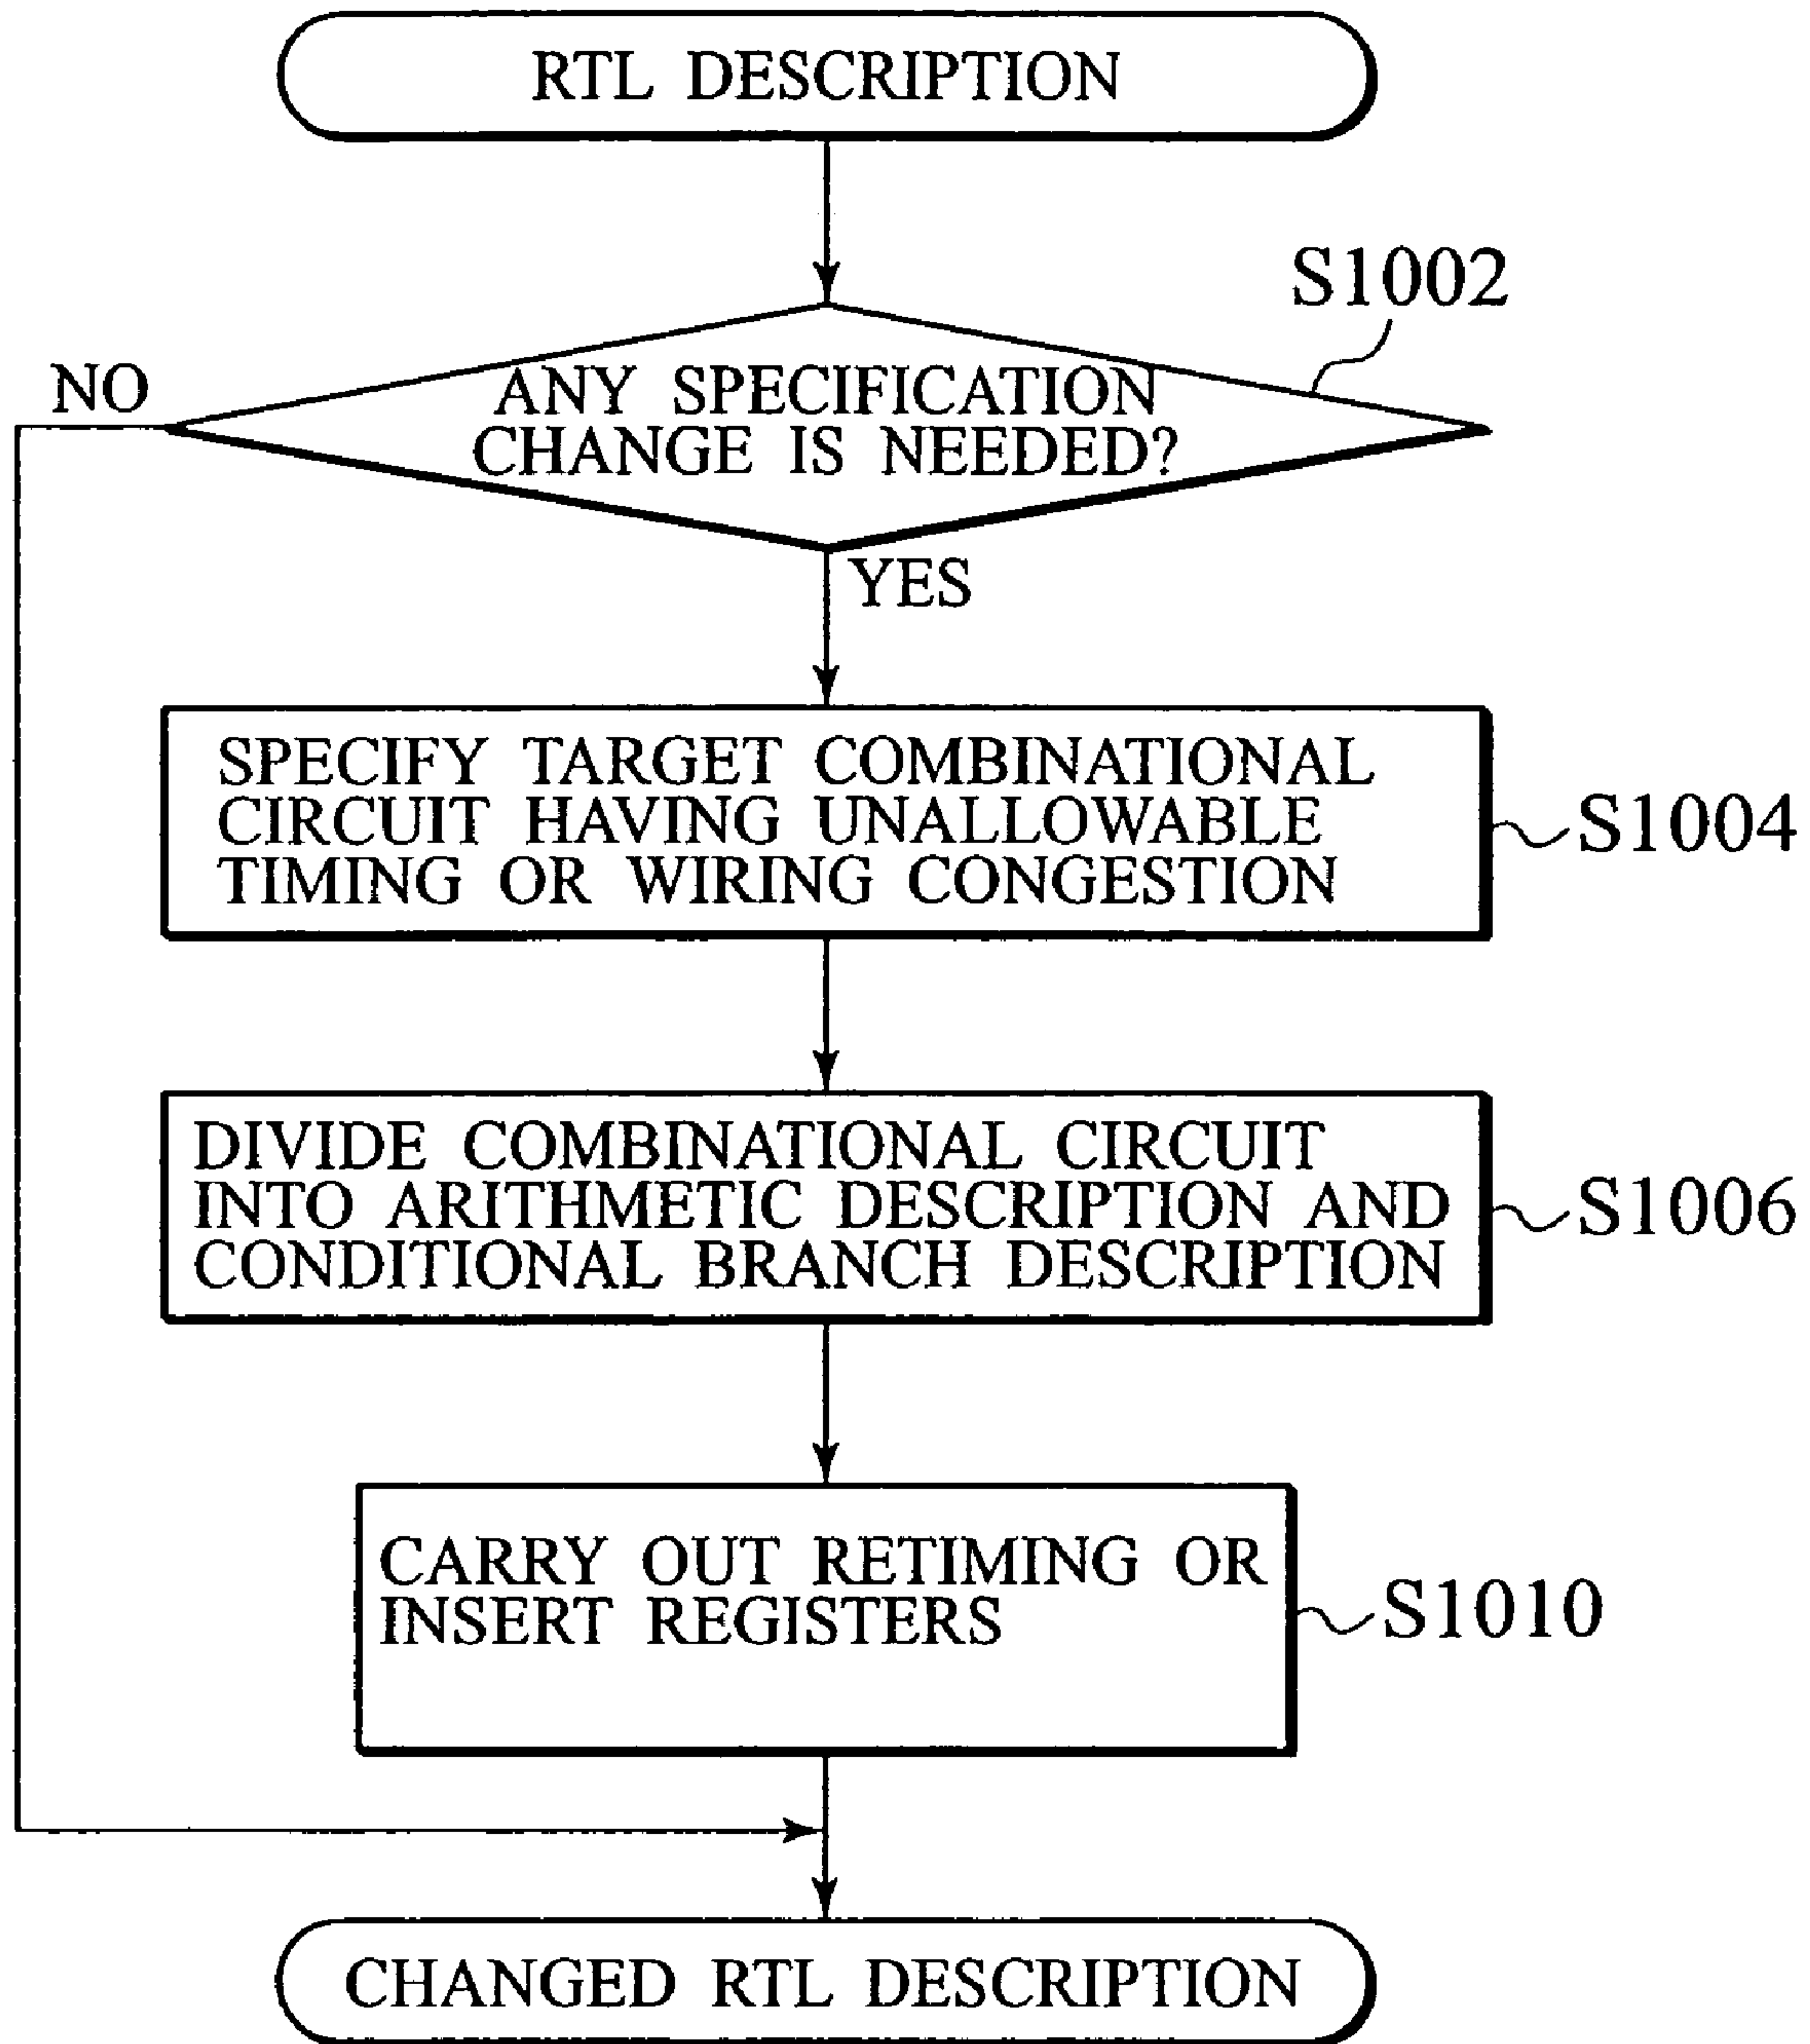 RTL DESCRIPTION
S1002
NO
ANY SPECIFICATION
CHANGE IS NEEDED?
YES
SPECIFY TARGET COMBINATIONAL
CIRCUIT HAVING UNALLOWABLE
TIMING OR WIRING CONGESTION
S1004
DIVIDE COMBINATIONAL CIRCUIT
INTO ARITHMETIC DESCRIPTION AND
CONDITIONAL BRANCH DESCRIPTION
S1006
CARRY OUT RETIMING OR
INSERT REGISTERS
S1010
CHANGED RTL DESCRIPTION